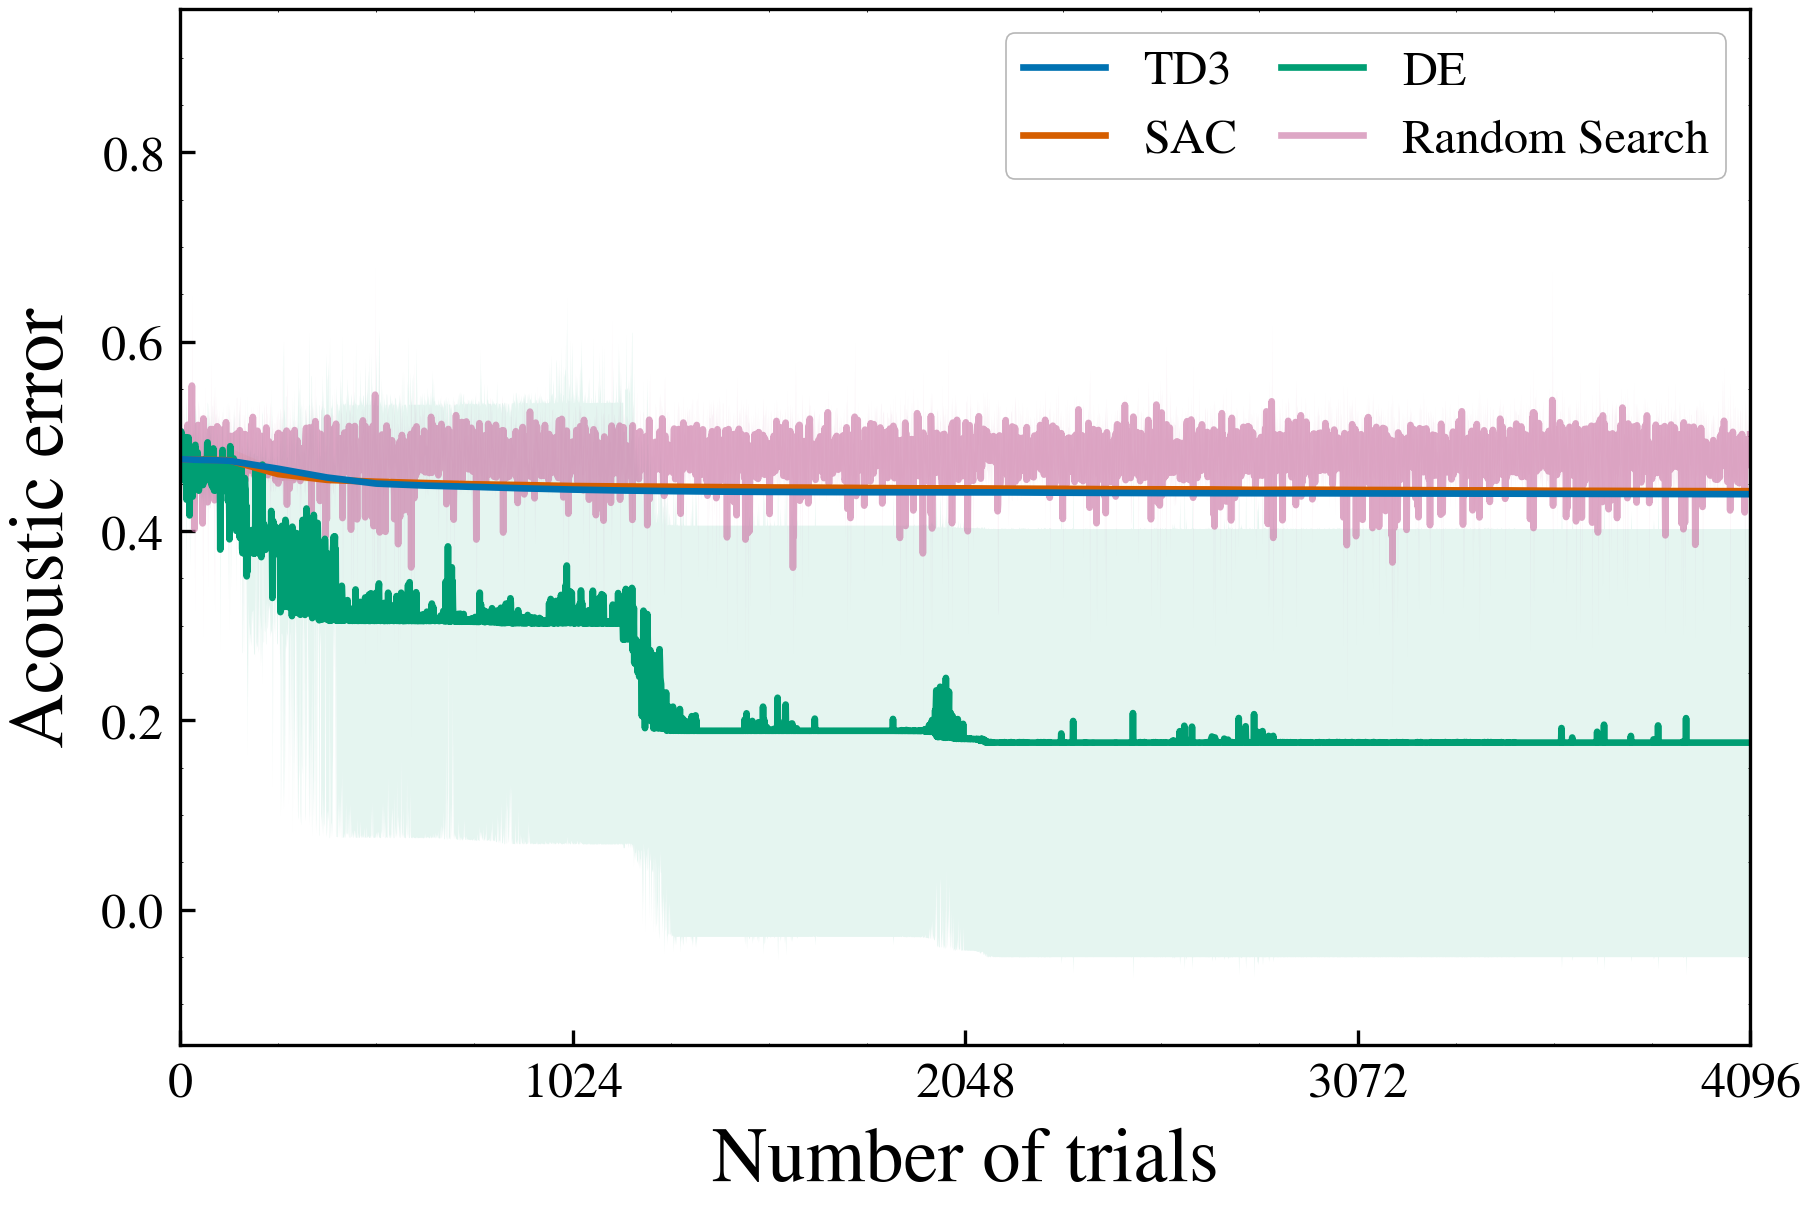 TD3
DE
SAC
Random Search
0.8
0.6
0.4
0.2
0.0
Acoustic error
0
1024
2048
3072
4096
Number of trials